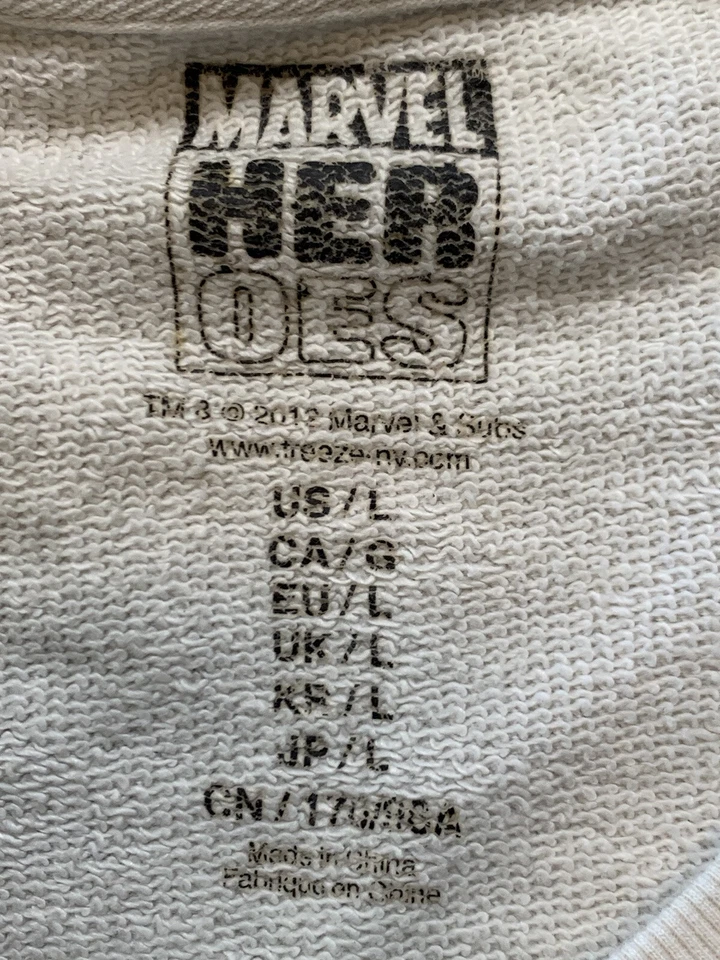 MARVEL
HER
OES
TM & © 2012 Marvel & Subs
www.freeze-ny.com
US / L
CA / G
EU / L
UK / L
KR / L
JP / L
CN /
Made in China
Fabriqué en Chine